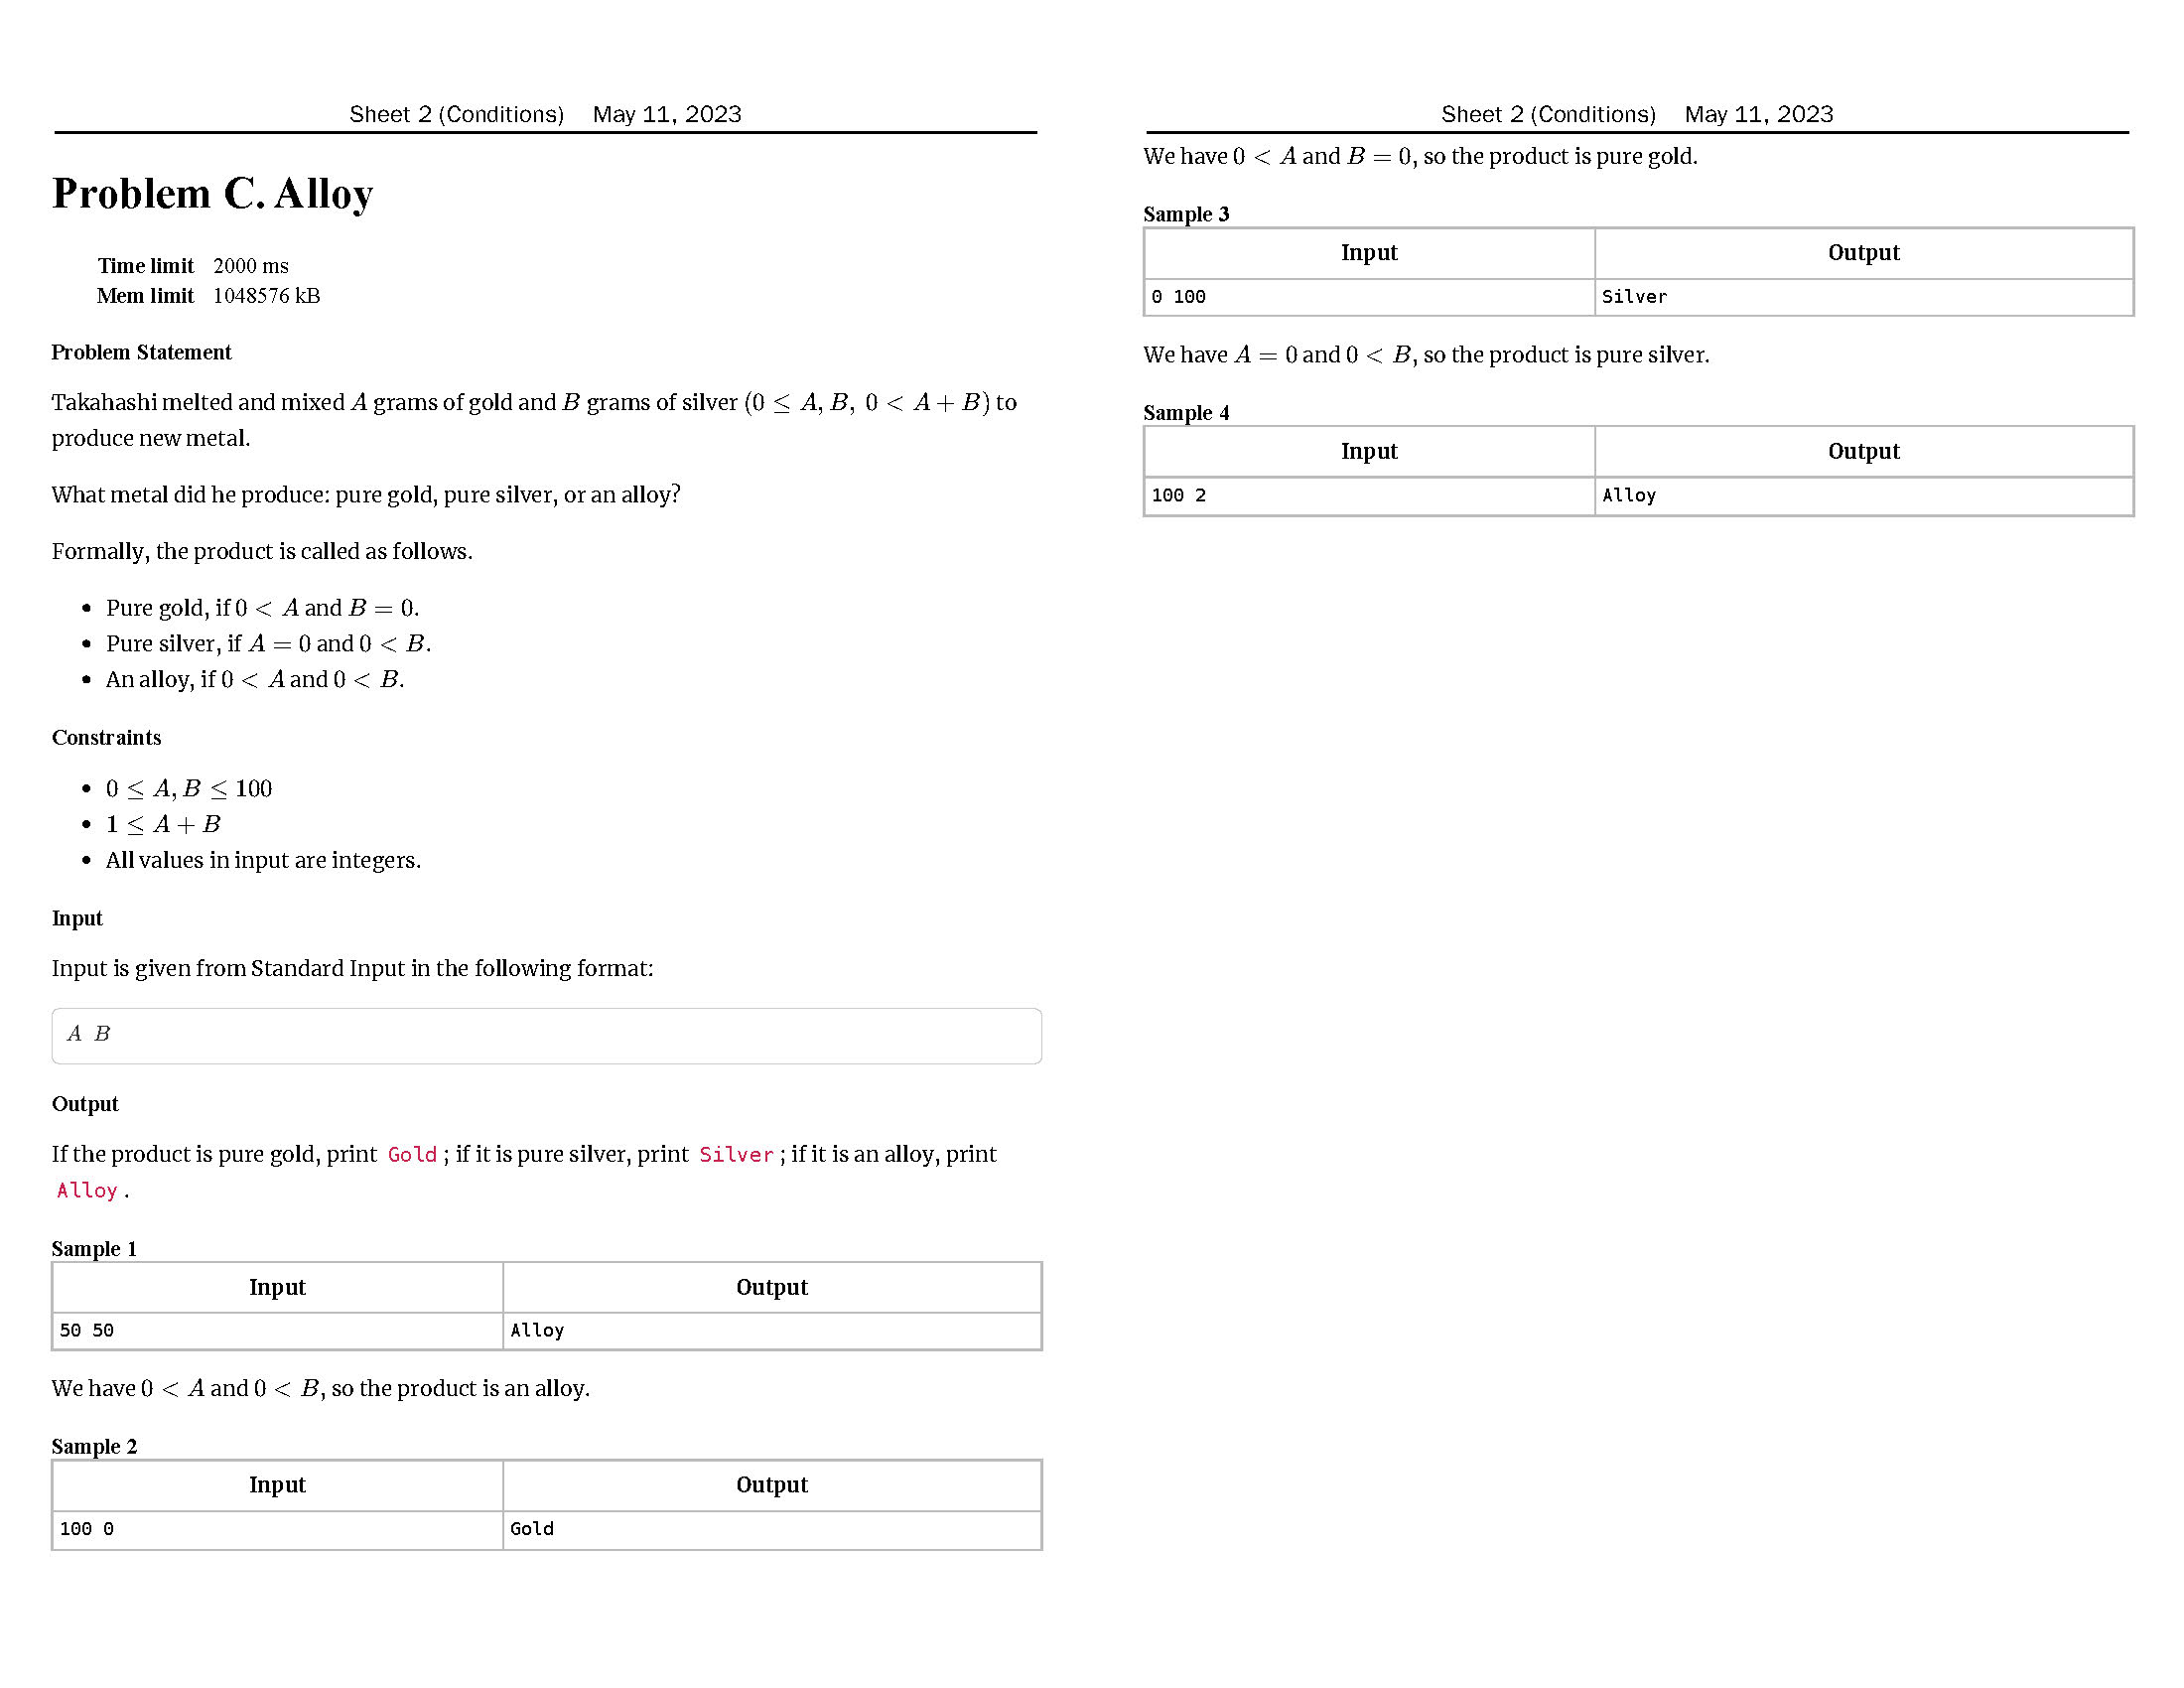 Sheet 2 (Conditions) May 11, 2023
Problem C. Alloy
Time limit 2000 ms
Mem limit 1048576 kB
Problem Statement
Takahashi melted and mixed A grams of gold and B grams of silver (0 ≤ A, B, 0 < A + B) to
produce new metal.
What metal did he produce: pure gold, pure silver, or an alloy?
Formally, the product is called as follows.
• Pure gold, if 0 < A and B = 0.
• Pure silver, if A = 0 and 0 < B.
• An alloy, if 0 < A and 0 < B.
Constraints
• 0 ≤ A, B ≤ 100
• 1 ≤ A + B
• All values in input are integers.
Input
Input is given from Standard Input in the following format:
A B
Output
If the product is pure gold, print Gold ; if it is pure silver, print Silver ; if it is an alloy, print
Alloy .
Sample 1
Input Output
50 50 Alloy
We have 0 < A and 0 < B, so the product is an alloy.
Sample 2
Input Output
100 0 Gold
Sheet 2 (Conditions) May 11, 2023
We have 0 < A and B = 0, so the product is pure gold.
Sample 3
Input Output
0 100 Silver
We have A = 0 and 0 < B, so the product is pure silver.
Sample 4
Input Output
100 2 Alloy